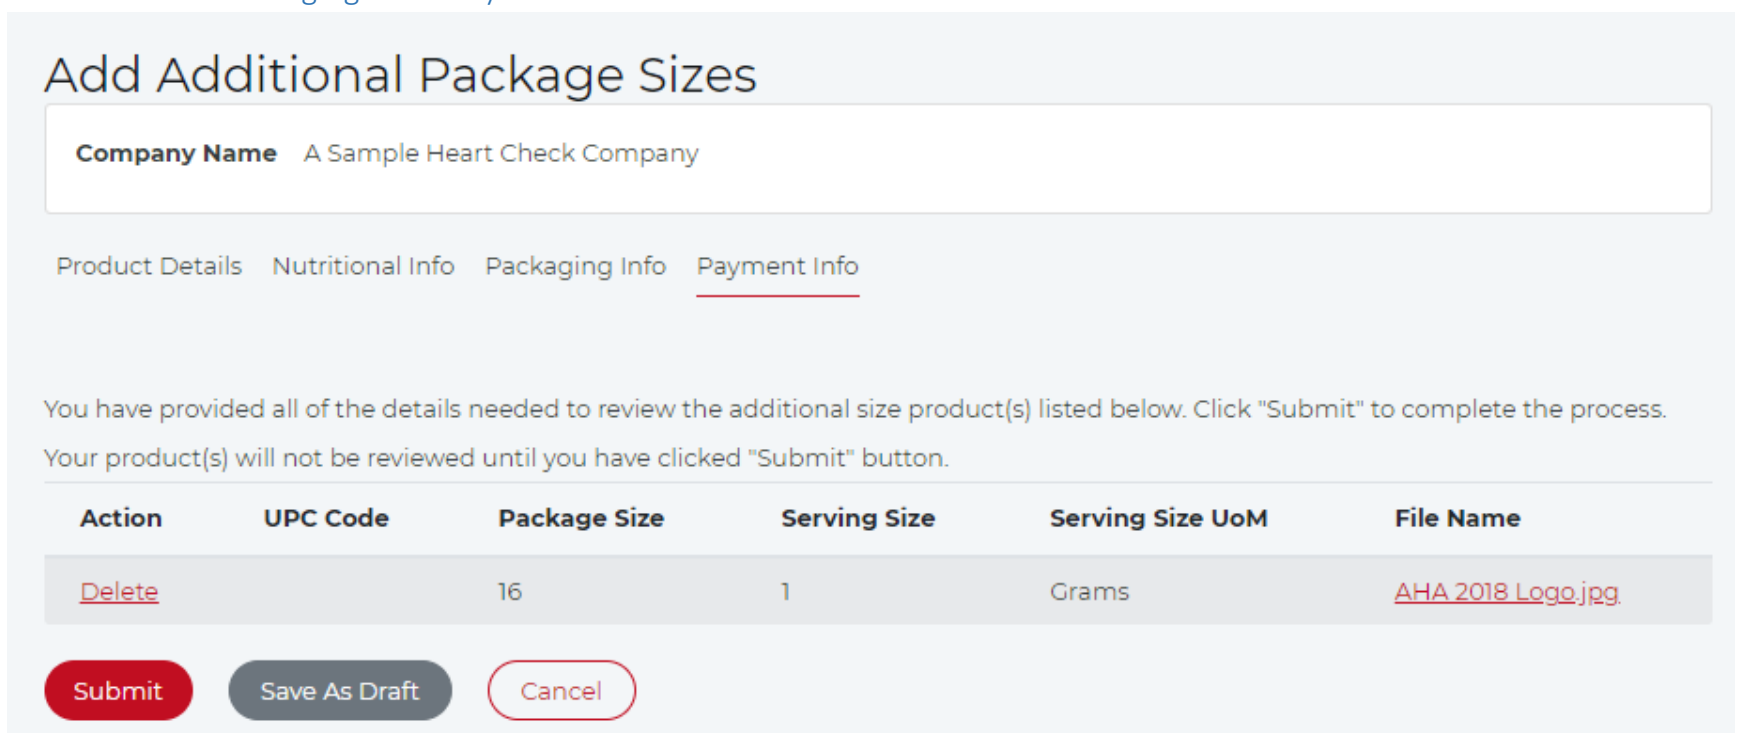 Add Additional Package Sizes
Company Name A Sample Heart Check Company
Product Details Nutritional Info Packaging Info Payment Info
You have provided all of the details needed to review the additional size product(s) listed below. Click "Submit" to complete the process.
Your product(s) will not be reviewed until you have clicked "Submit" button.
Action UPC Code Package Size Serving Size Serving Size UoM File Name
Delete 16 1 Grams AHA 2018 Logo.jpg
Submit Save As Draft Cancel